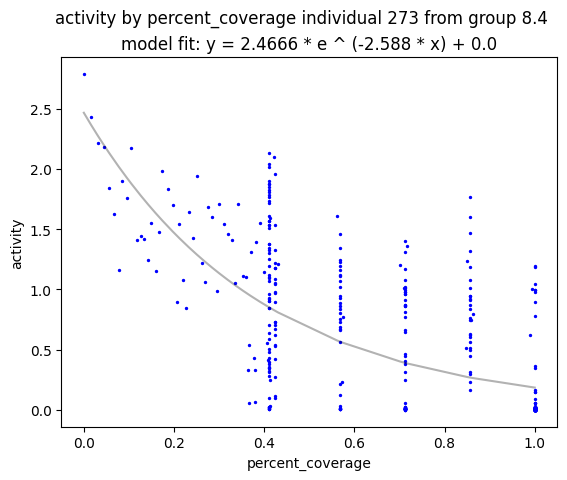 activity by percent_coverage individual 273 from group 8.4
model fit: y = 2.4666 * e ^ (-2.588 * x) + 0.0
2.5
2.0
1.5
1.0
0.5
0.0
activity
0.0 0.2 0.4 0.6 0.8 1.0
percent_coverage